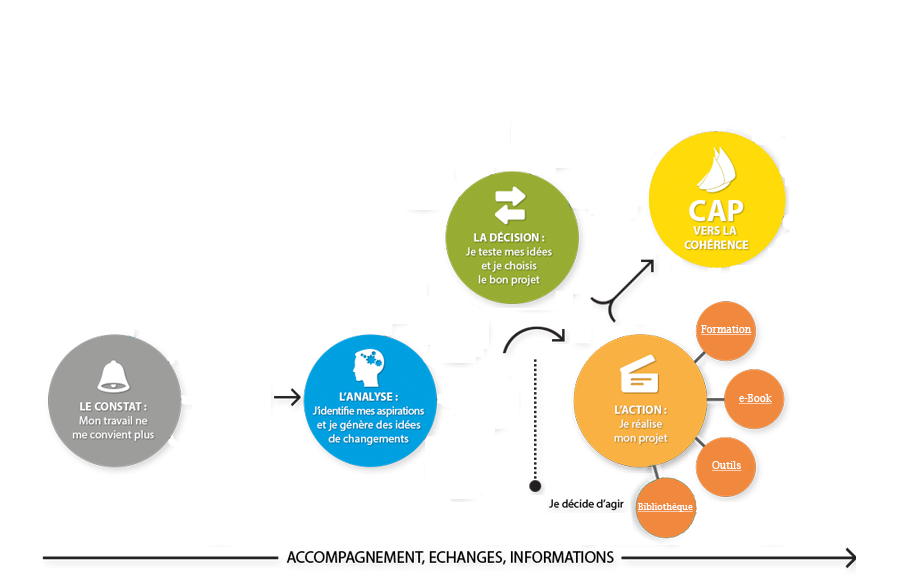 LE CONSTAT :
Mon travail ne
me convient plus
L'ANALYSE :
J'identifie mes aspirations
et je génère des idées
de changements
LA DÉCISION :
Je teste mes idées
et je choisis
le bon projet
CAP
VERS LA
COHÉRENCE
L'ACTION :
Je réalise
mon projet
Formation
e-Book
Outils
Bibliothèque
Je décide d'agir
ACCOMPAGNEMENT, ECHANGES, INFORMATIONS